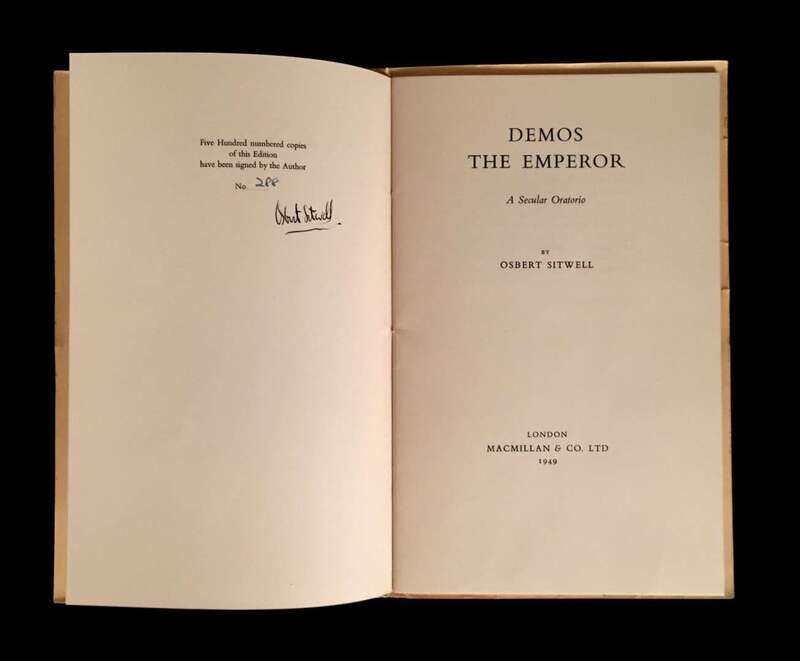 Five Hundred numbered copies
of this Edition
have been signed by the Author
No 288
Osbert Sitwell.
DEMOS
THE EMPEROR
A Secular Oratorio
BY
OSBERT SITWELL
LONDON
MACMILLAN & CO. LTD
1949